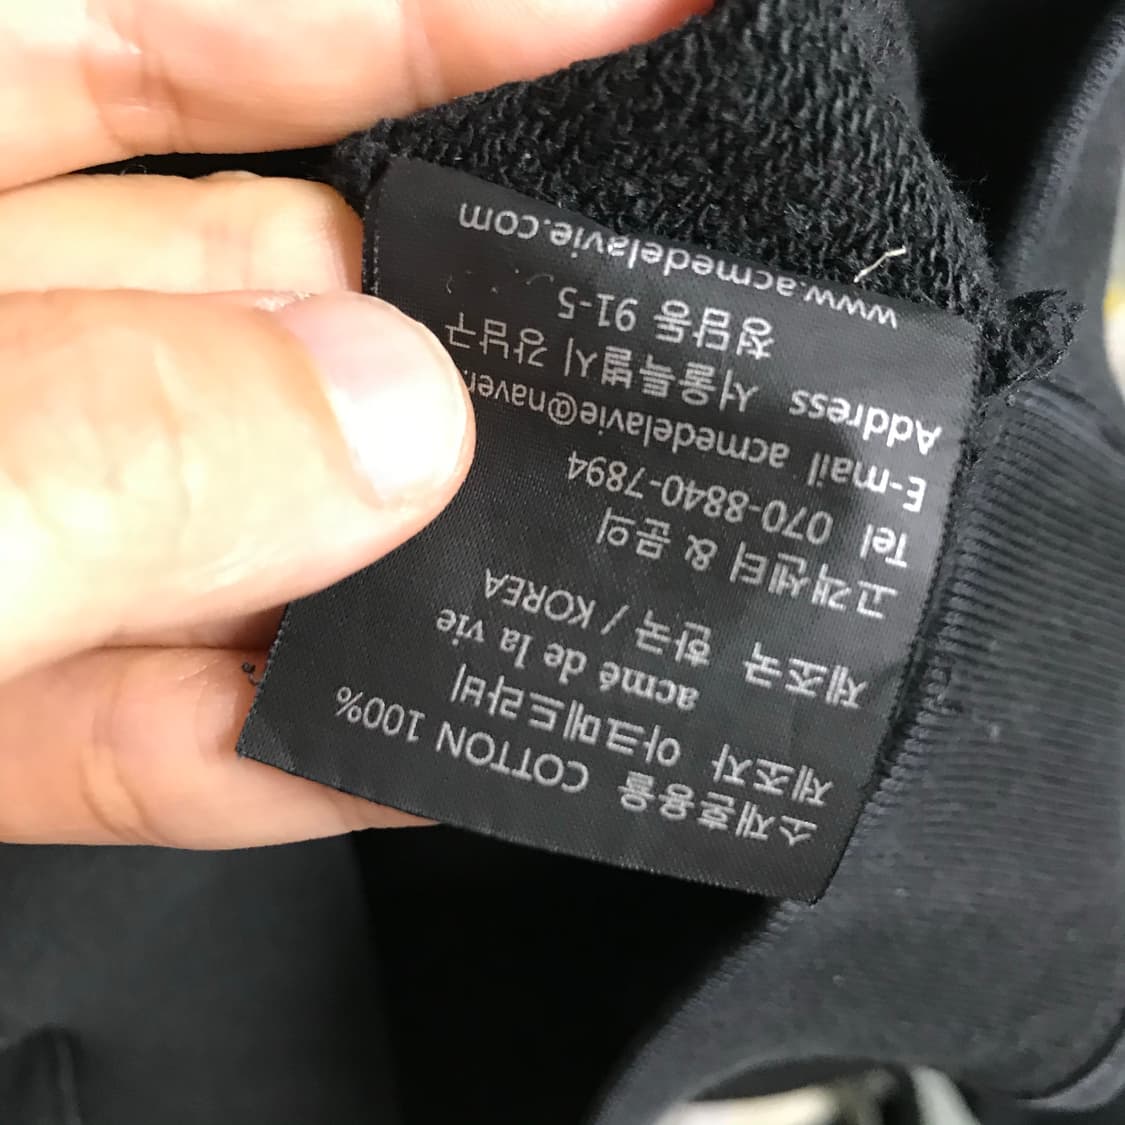 소재혼용율 COTTON 100%
제조자 아크메드라비
acmé de la vie
제조국 한국 / KOREA
고객센터 & 문의
Tel 070-8840-7894
E-mail acmedelavie@naver.
Address 서울특별시 강남구
청담동 91-5
www.acmedelavie.com